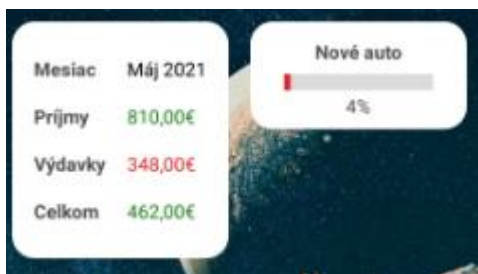 Mesiac Máj 2021
Príjmy 810,00€
Výdavky 348,00€
Celkom 462,00€
Nové auto
4%